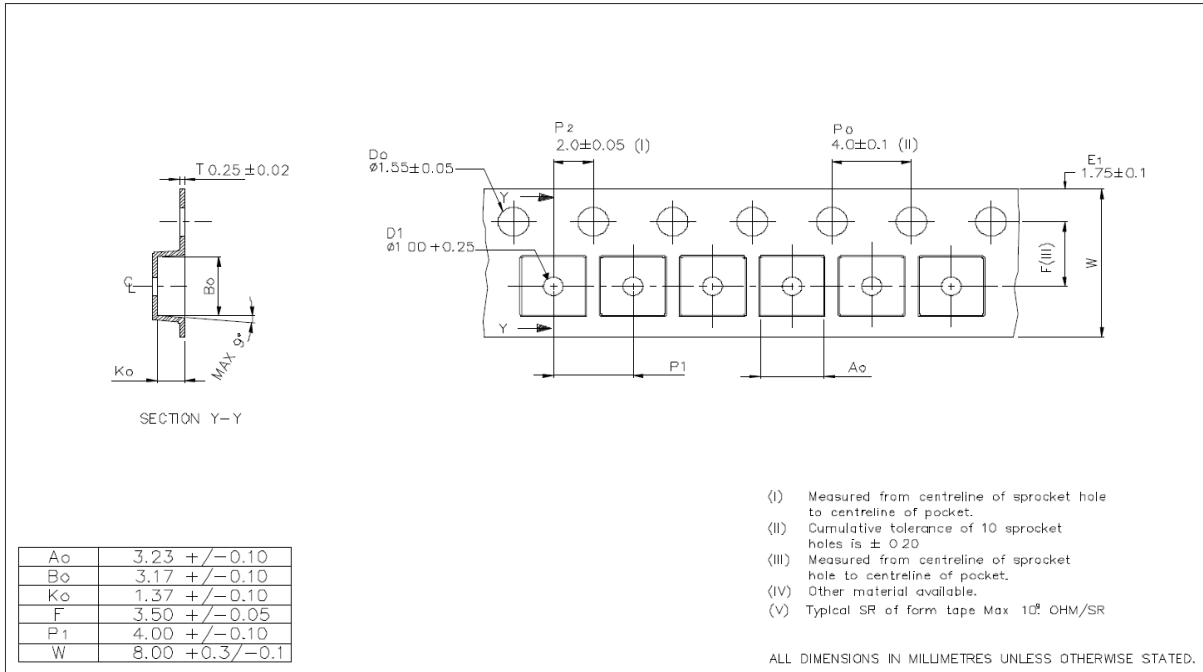 P2
2.0±0.05 (I)
Po
4.0±0.1 (II)
Do
ø1.55±0.05
E1
1.75±0.1
T 0.25±0.02
Y
D1
ø1.00 +0.25
F(III)
W
Bo
Y
MAX 9°
Ko
P1
Ao
SECTION Y-Y
(I) Measured from centreline of sprocket hole
to centreline of pocket.
(II) Cumulative tolerance of 10 sprocket
holes is ± 0.20
(III) Measured from centreline of sprocket
hole to centreline of pocket.
(IV) Other material available.
(V) Typical SR of form tape Max 10⁹ OHM/SR
Ao 3.23 +/-0.10
Bo 3.17 +/-0.10
Ko 1.37 +/-0.10
F 3.50 +/-0.05
P1 4.00 +/-0.10
W 8.00 +0.3/-0.1
ALL DIMENSIONS IN MILLIMETRES UNLESS OTHERWISE STATED.